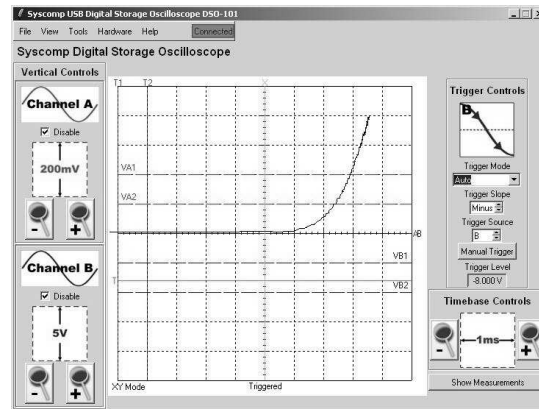 Syscomp USB Digital Storage Oscilloscope DSO-101
File View Tools Hardware Help Connected
Syscomp Digital Storage Oscilloscope
Vertical Controls
Channel A
Disable
200mV
- +
Channel B
Disable
5V
- +
T1 T2 X
VA1
VA2
A/B
VB1
T
VB2
XY Mode Triggered
Trigger Controls
B
Trigger Mode
Auto
Trigger Slope
Minus
Trigger Source
B
Manual Trigger
Trigger Level
-8.000 V
Timebase Controls
- 1ms +
Show Measurements